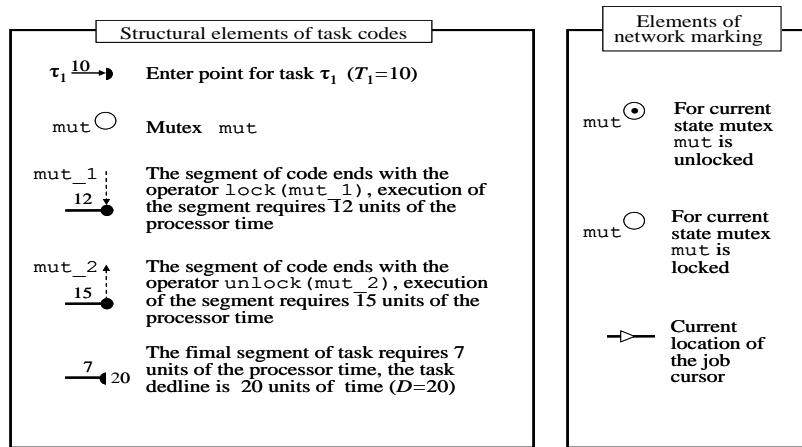 Structural elements of task codes
τ1 10 Enter point for task τ1 (T1=10)
mut Mutex mut
mut_1
12
The segment of code ends with the
operator lock(mut_1), execution of
the segment requires 12 units of the
processor time
mut_2
15
The segment of code ends with the
operator unlock(mut_2), execution
of the segment requires 15 units of the
processor time
7 20
The fimal segment of task requires 7
units of the processor time, the task
dedline is 20 units of time (D=20)
Elements of
network marking
mut
For current
state mutex
mut is
unlocked
mut
For current
state mutex
mut is
locked
Current
location of
the job
cursor